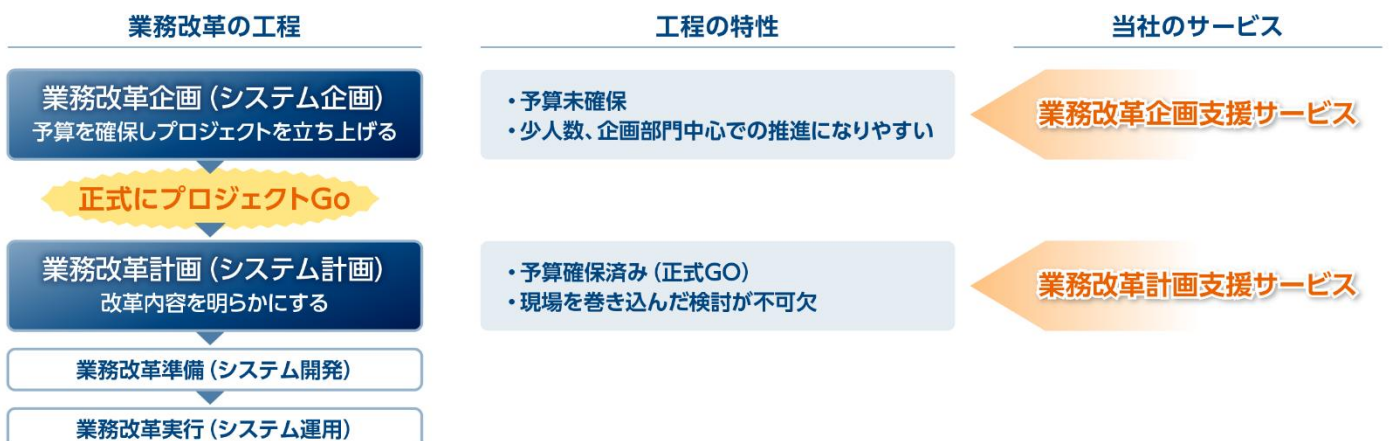 業務改革の工程
工程の特性
当社のサービス
業務改革企画（システム企画）
予算を確保しプロジェクトを立ち上げる
・予算未確保
・少人数、企画部門中心での推進になりやすい
業務改革企画支援サービス
正式にプロジェクトGo
業務改革計画（システム計画）
改革内容を明らかにする
・予算確保済み（正式GO）
・現場を巻き込んだ検討が不可欠
業務改革計画支援サービス
業務改革準備（システム開発）
業務改革実行（システム運用）